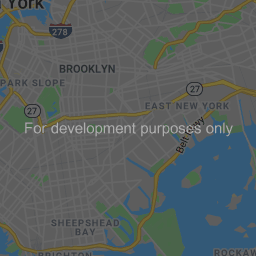 York
278
BROOKLYN
PARK SLOPE
27
EAST NEW YORK
27
For development purposes only
Belt Pkwy
SHEEPSHEAD
BAY
BRIGHTON
ROCKAW